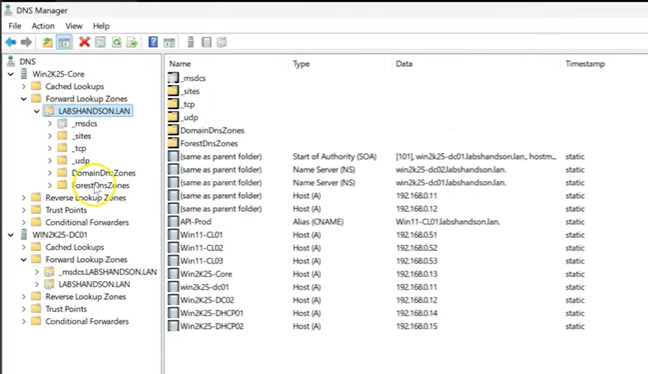 DNS Manager
File Action View Help
DNS
Win2K25-Core
Cached Lookups
Forward Lookup Zones
LABSHANDSON.LAN
_msdcs
_sites
_tcp
_udp
DomainDnsZones
ForestDnsZones
Reverse Lookup Zones
Trust Points
Conditional Forwarders
WIN2K25-DC01
Cached Lookups
Forward Lookup Zones
_msdcs.LABSHANDSON.LAN
LABSHANDSON.LAN
Reverse Lookup Zones
Trust Points
Conditional Forwarders
Name Type Data Timestamp
_msdcs
_sites
_tcp
_udp
DomainDnsZones
ForestDnsZones
(same as parent folder) Start of Authority (SOA) [101], win2k25-dc01.labshandson.lan., hostm... static
(same as parent folder) Name Server (NS) win2k25-dc02.labshandson.lan. static
(same as parent folder) Name Server (NS) win2k25-dc01.labshandson.lan. static
(same as parent folder) Host (A) 192.168.0.11 static
(same as parent folder) Host (A) 192.168.0.12 static
API-Prod Alias (CNAME) Win-11-CL01.labshandson.lan. static
Win11-CL01 Host (A) 192.168.0.51 static
Win11-CL02 Host (A) 192.168.0.52 static
Win11-CL03 Host (A) 192.168.0.53 static
Win2K25-Core Host (A) 192.168.0.13 static
win2k25-dc01 Host (A) 192.168.0.11 static
Win2K25-DC02 Host (A) 192.168.0.12 static
Win2K25-DHCP01 Host (A) 192.168.0.14 static
Win2K25-DHCP02 Host (A) 192.168.0.15 static